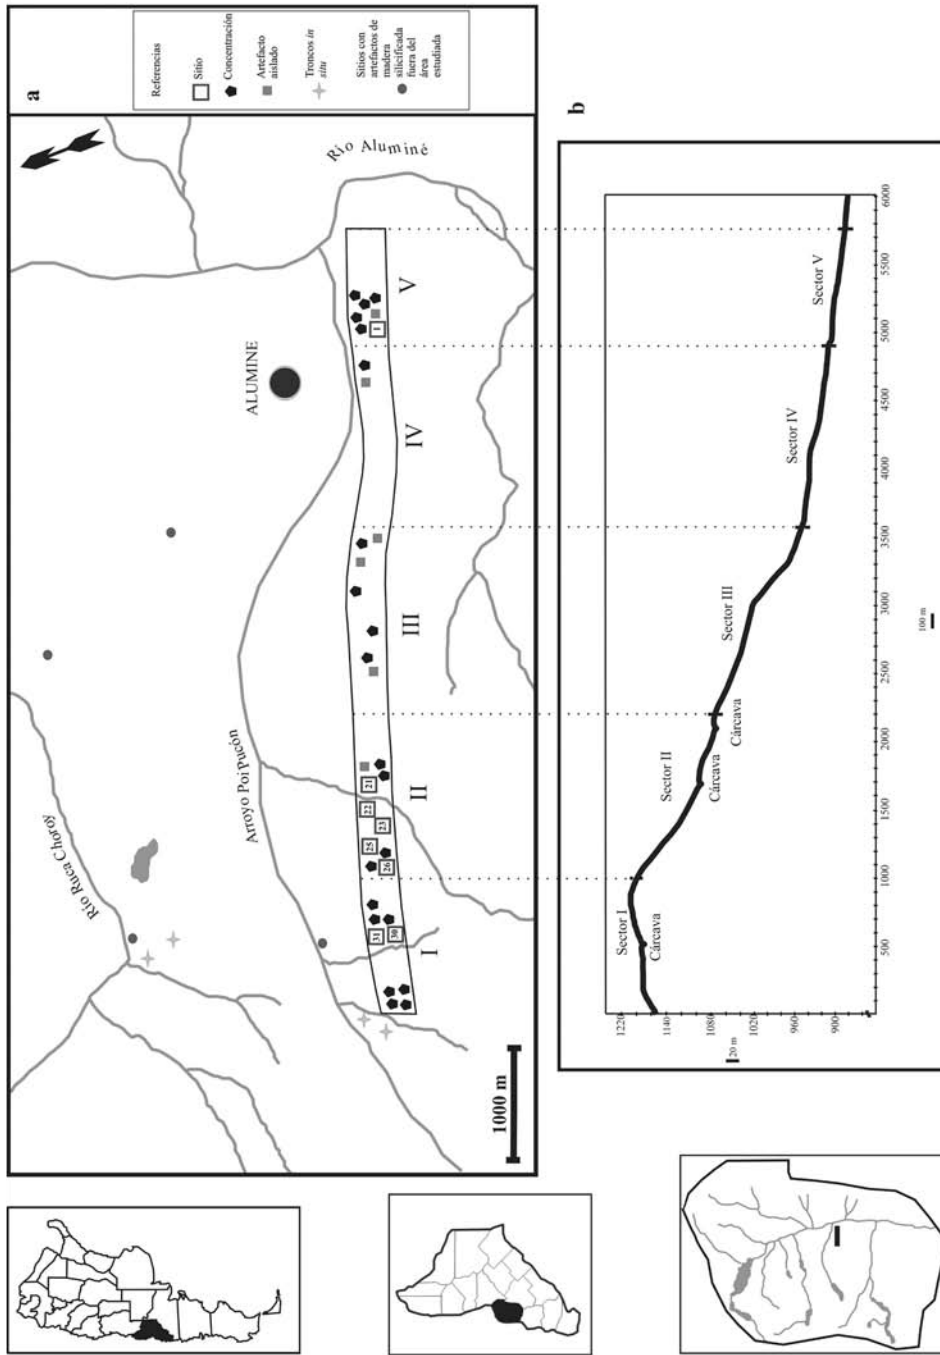 a
Referencias
Sitio
Concentración
Artefacto
aislado
Troncos in
situ
Sitios con
artefactos de
madera
silicificada
fuera del
área
estudiada
Río Aluminé
ALUMINE
Río Ruca Choroy
Arroyo Poi Pucón
I
II
III
IV
V
31
30
25
26
22
23
21
1
1000 m
b
Sector I
Sector II
Sector III
Sector IV
Sector V
Cárcava
Cárcava
Cárcava
1220
1140
1080
1020
960
900
20 m
500
1000
1500
2000
2500
3000
3500
4000
4500
5000
5500
6000
100 m